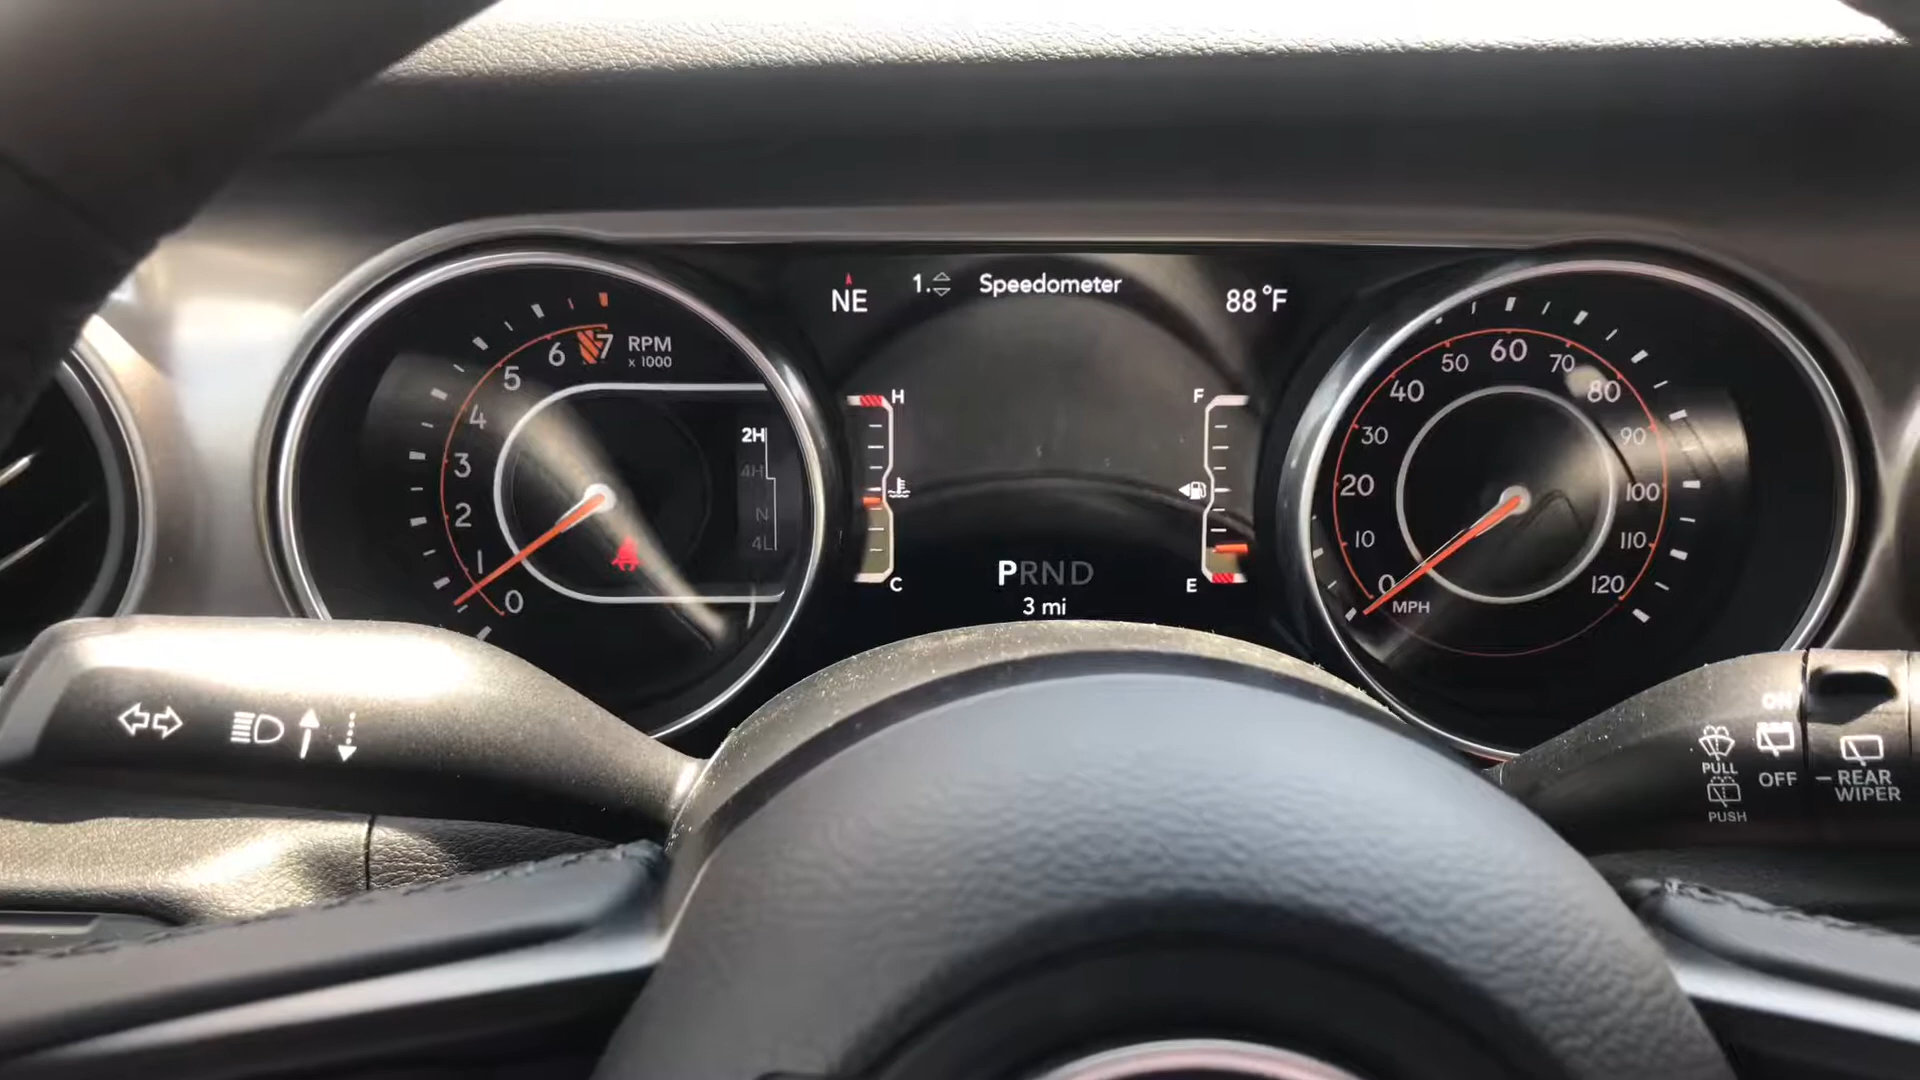 NE
1. Speedometer
88°F
7
6
5
4
3
2
1
0
RPM
x 1000
2H
4H
N
4L
H
C
F
E
PRND
3 mi
0
10
20
30
40
50
60
70
80
90
100
110
120
MPH
PULL
PUSH
ON
OFF
– REAR
WIPER